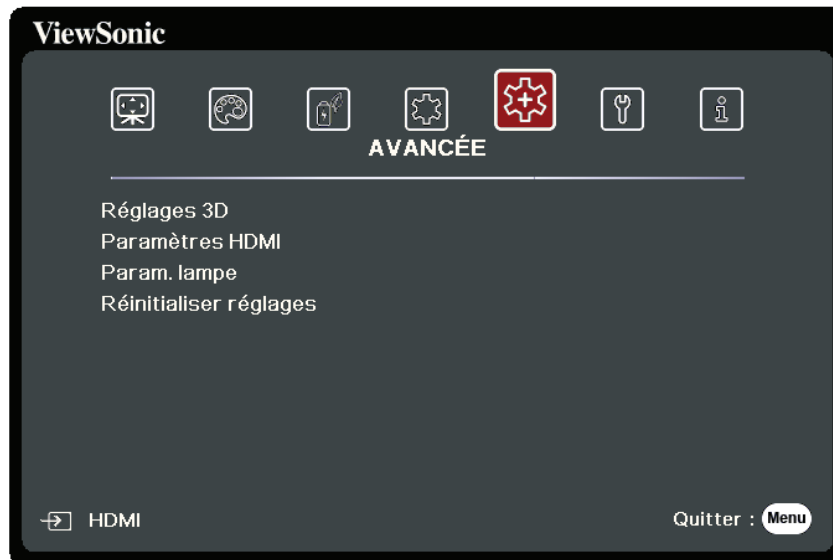 ViewSonic
AVANCÉE
Réglages 3D
Paramètres HDMI
Param. lampe
Réinitialiser réglages
HDMI
Quitter : Menu